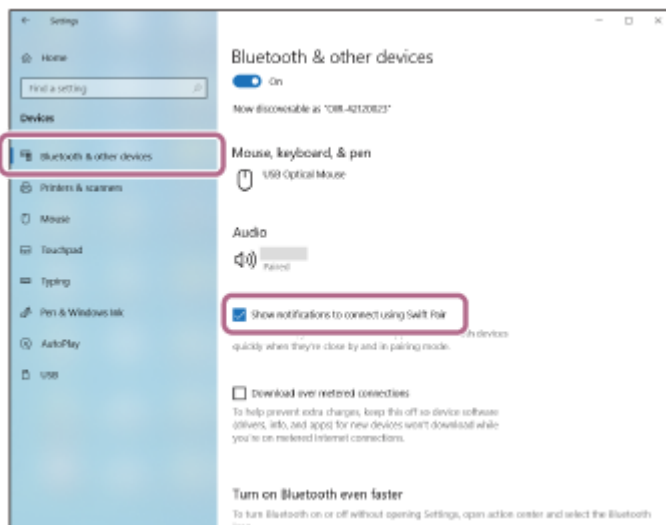 Settings
Home
Find a setting
Devices
Bluetooth & other devices
Printers & scanners
Mouse
Touchpad
Typing
Pen & Windows Ink
AutoPlay
USB
Bluetooth & other devices
On
Now discoverable as
Mouse, keyboard, & pen
USB Optical Mouse
Audio
Paired
Show notifications to connect using Swift Pair
devices
quickly when they're close by and in pairing mode.
Download over metered connections
To help prevent extra charges, keep this off so device software
(drivers, info, and apps) for new devices won't download while
you're on metered internet connections.
Turn on Bluetooth even faster
To turn Bluetooth on or off without opening Settings, open action center and select the Bluetooth